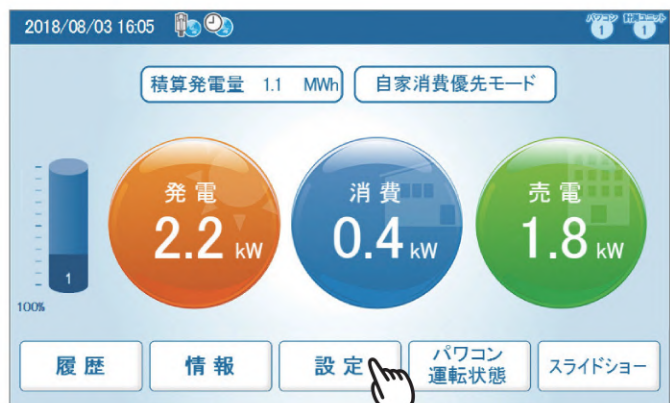 2018/08/03 16:05
パワコン 計測ユニット
1 1
積算発電量 1.1 MWh
自家消費優先モード
発電
2.2 kW
消費
0.4 kW
売電
1.8 kW
1
100%
履歴
情報
設定
パワコン
運転状態
スライドショー